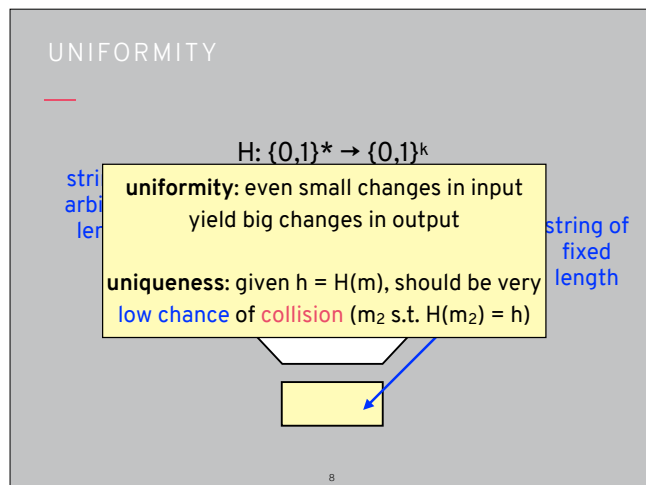 UNIFORMITY
H: {0,1}* → {0,1}ᵏ
uniformity: even small changes in input
yield big changes in output
uniqueness: given h = H(m), should be very
low chance of collision (m₂ s.t. H(m₂) = h)
string of
fixed
length
8